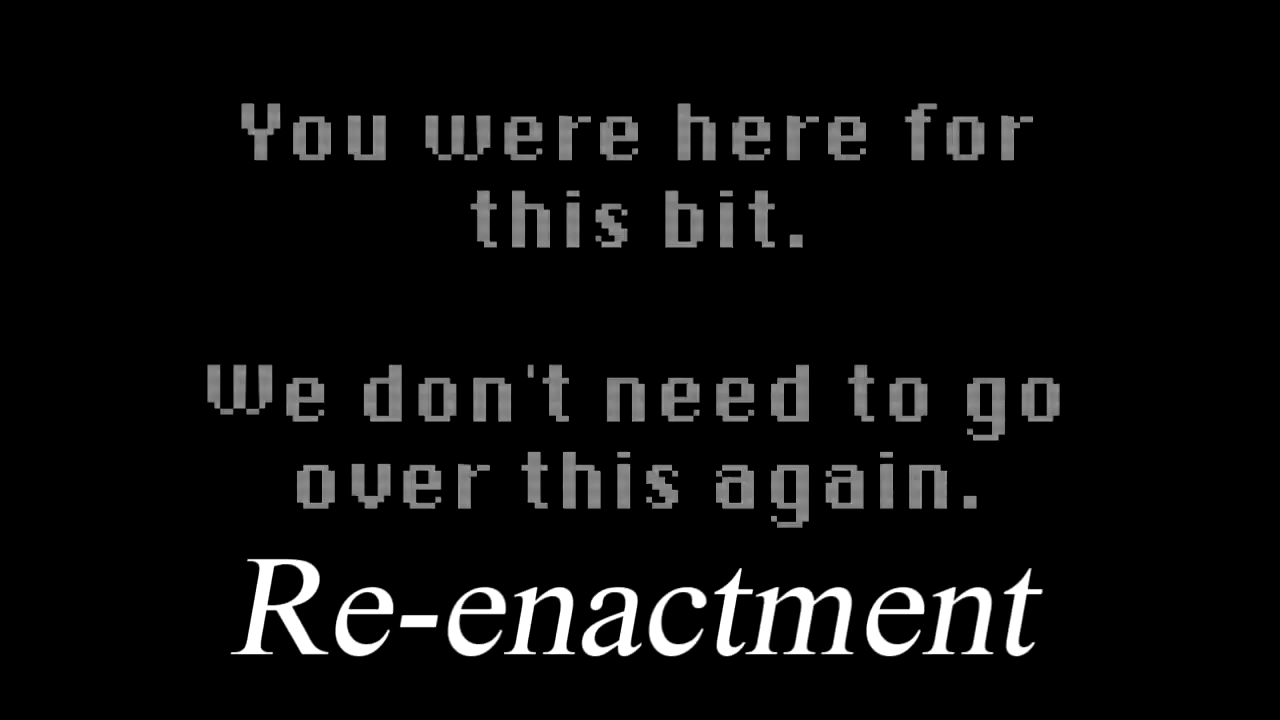 You were here for
this bit.
We don't need to go
over this again.
Re-enactment